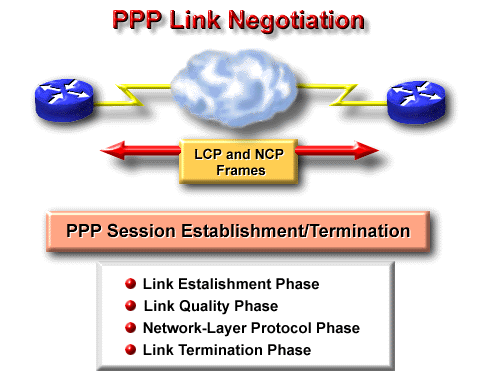 PPP Link Negotiation
LCP and NCP
Frames
PPP Session Establishment/Termination
Link Estalishment Phase
Link Quality Phase
Network-Layer Protocol Phase
Link Termination Phase